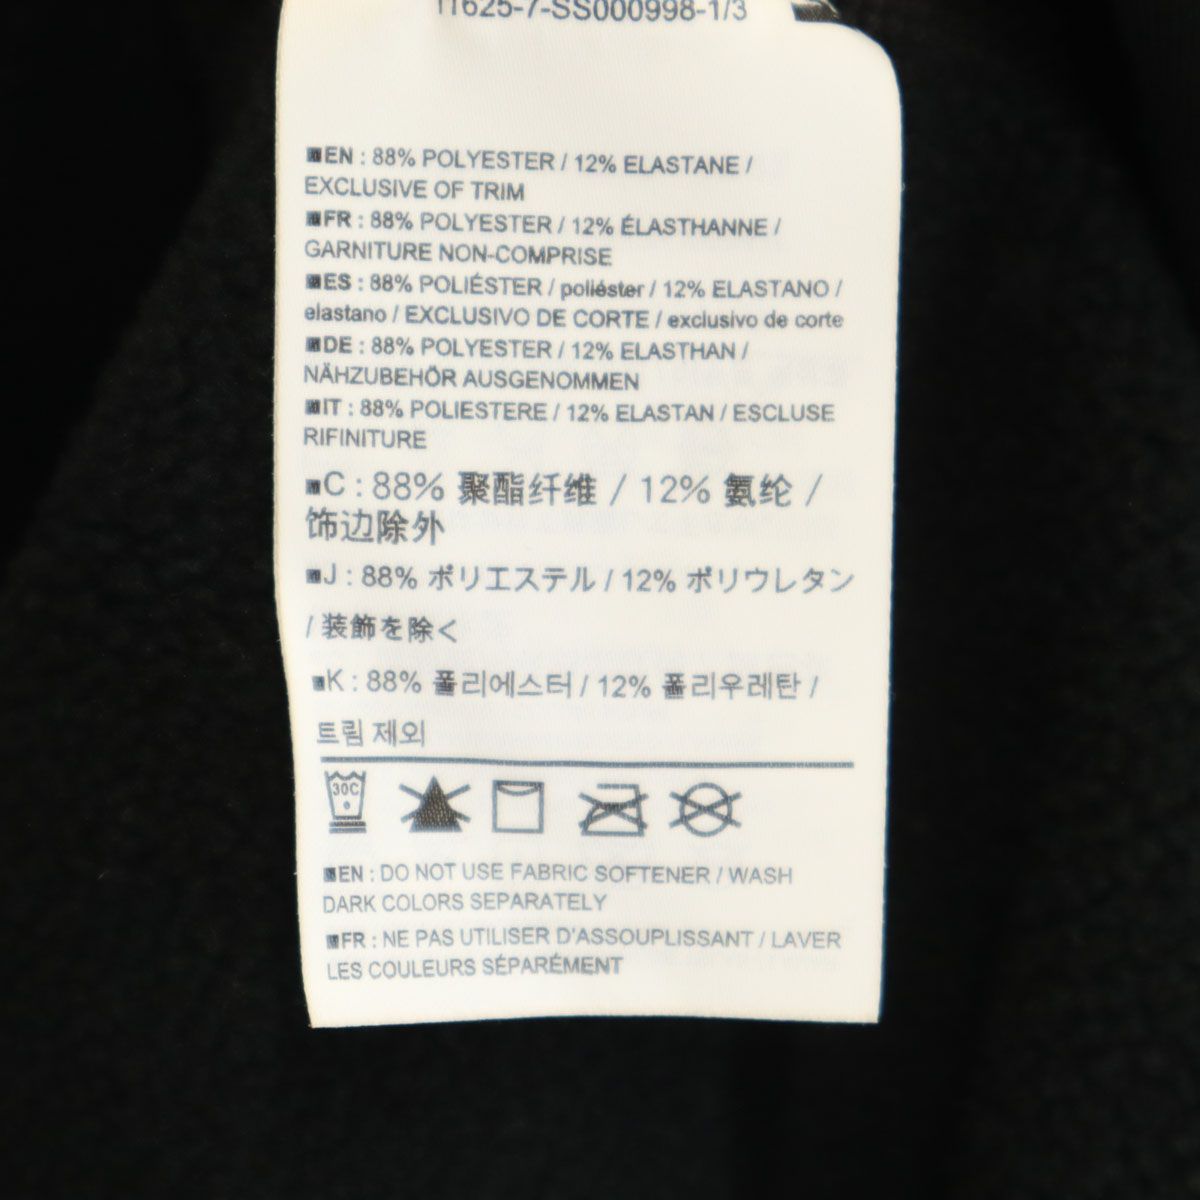 11625-7-SS000998-1/3
EN : 88% POLYESTER / 12% ELASTANE /
EXCLUSIVE OF TRIM
FR : 88% POLYESTER / 12% ÉLASTHANNE /
GARNITURE NON-COMPRISE
ES : 88% POLIÉSTER / poliéster / 12% ELASTANO /
elastano / EXCLUSIVO DE CORTE / exclusivo de corte
DE : 88% POLYESTER / 12% ELASTHAN /
NÄHZUBEHÖR AUSGENOMMEN
IT : 88% POLIESTERE / 12% ELASTAN / ESCLUSE
RIFINITURE
C : 88% 聚酯纤维 / 12% 氨纶 /
饰边除外
J : 88% ポリエステル / 12% ポリウレタン
/ 装飾を除く
K : 88% 폴리에스터 / 12% 폴리우레탄 /
트림 제외
30C
EN : DO NOT USE FABRIC SOFTENER / WASH
DARK COLORS SEPARATELY
FR : NE PAS UTILISER D'ASSOUPLISSANT / LAVER
LES COULEURS SÉPARÉMENT